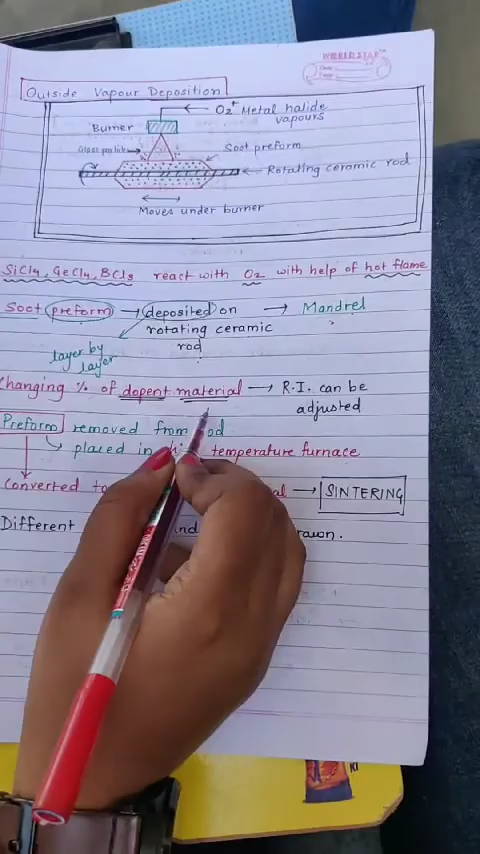 WORLD STAR™
Outside Vapour Deposition
O2+ Metal halide
vapours
Burner
Glass particles
Soot preform
Rotating ceramic rod
Moves under burner
SiCl4, GeCl4, BCl3 react with O2 with help of hot flame
Soot preform → deposited on → Mandrel
rotating ceramic
rod
layer by
layer
Changing % of dopent material → R.I. can be
adjusted
Preform removed from rod
placed in temperature furnace
Converted to → SINTERING
Different